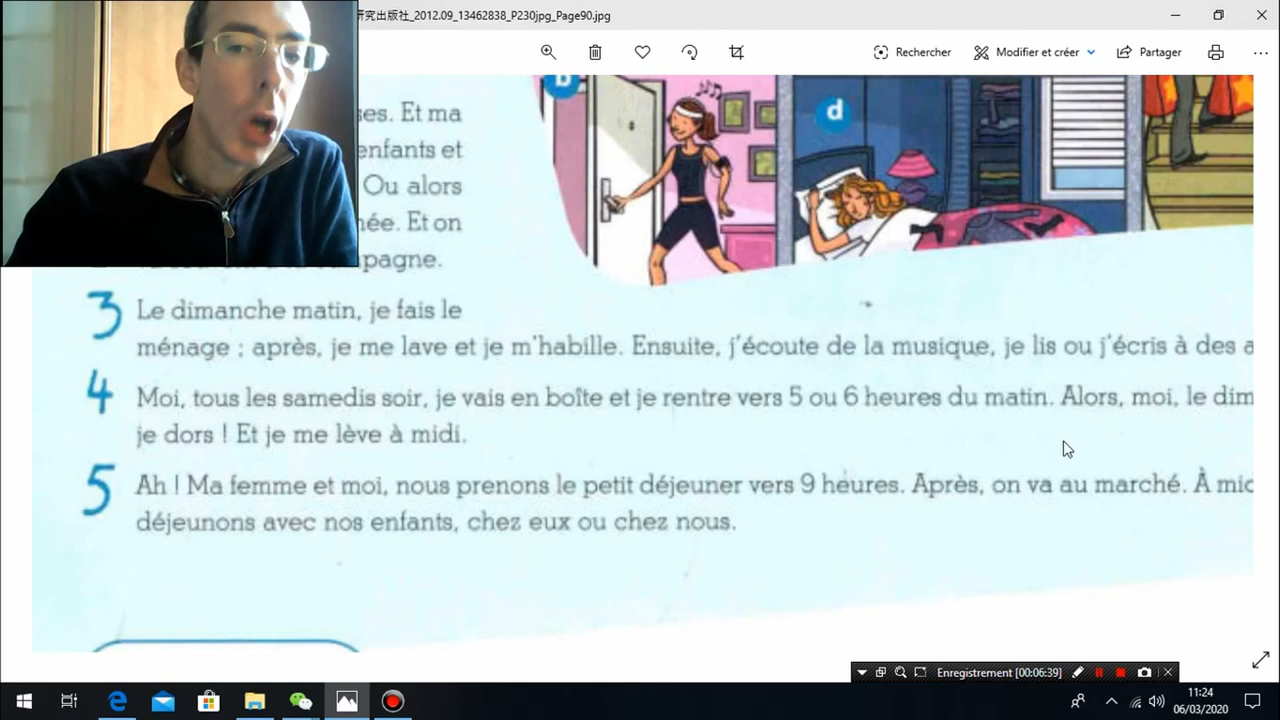 研究出版社_2012.09_13462838_P230jpg_Page90.jpg
Rechercher
Modifier et créer
Partager
b
d
Et ma
enfants et
Ou alors
Et on
3
Le dimanche matin, je fais le
ménage ; après, je me lave et je m'habille. Ensuite, j'écoute de la musique, je lis ou j'écris à des
4
Moi, tous les samedis soir, je vais en boîte et je rentre vers 5 ou 6 heures du matin. Alors, moi, le
je dors ! Et je me lève à midi.
5
Ah ! Ma femme et moi, nous prenons le petit déjeuner vers 9 heures. Après, on va au marché. À
déjeunons avec nos enfants, chez eux ou chez nous.
Enregistrement [00:06:39]
11:24
06/03/2020